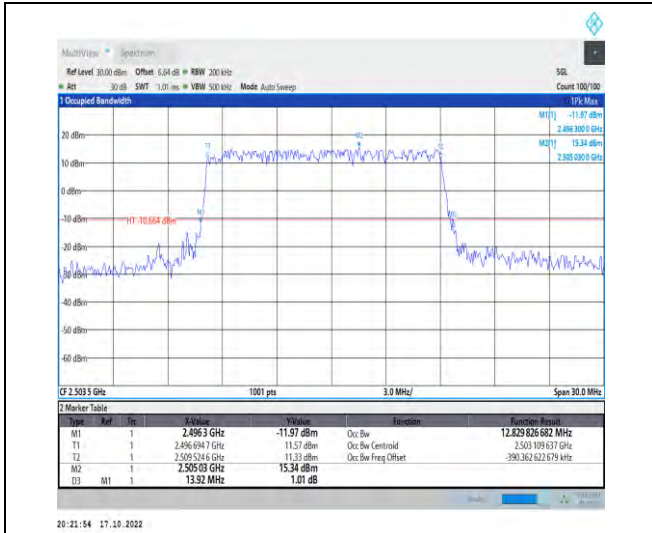 MultiView Spectrum
Ref Level 30.00 dBm Offset 6.64 dB RBW 200 kHz SGL
Att 30 dB SWT 1.01 ms VBW 500 kHz Mode Auto Sweep Count 100/100
1 Occupied Bandwidth 1Pk Max
M1[1] -11.97 dBm
2.496 300 0 GHz
M2[1] 15.34 dBm
2.505 030 0 GHz
20 dBm
M2
T1
10 dBm
0 dBm
M1
-10 dBm
H1 -10.664 dBm
D3
-20 dBm
-30 dBm
-40 dBm
-50 dBm
-60 dBm
CF 2.503 5 GHz 1001 pts 3.0 MHz/ Span 30.0 MHz
2 Marker Table
Type Ref Trc X-Value Y-Value Function Function Result
M1 1 2.4963 GHz -11.97 dBm Occ Bw 12.829 826 682 MHz
T1 1 2.496 694 7 GHz 11.57 dBm Occ Bw Centroid 2.503 109 637 GHz
T2 1 2.509 524 6 GHz 11.33 dBm Occ Bw Freq Offset -390.362 622 679 kHz
M2 1 2.505 03 GHz 15.34 dBm
D3 M1 1 13.92 MHz 1.01 dB
20:21:54 17.10.2022